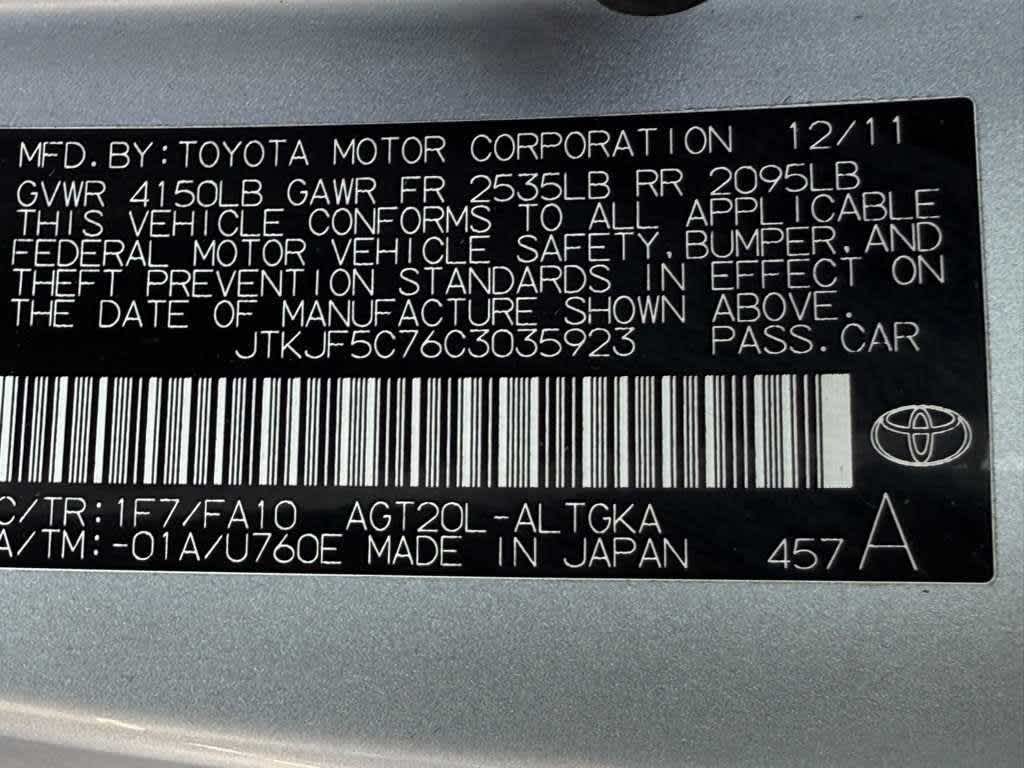 MFD.BY:TOYOTA MOTOR CORPORATION 12/11
GVWR 4150LB GAWR FR 2535LB RR 2095LB
THIS VEHICLE CONFORMS TO ALL APPLICABLE
FEDERAL MOTOR VEHICLE SAFETY,BUMPER,AND
THEFT PREVENTION STANDARDS IN EFFECT ON
THE DATE OF MANUFACTURE SHOWN ABOVE.
JTKJF5C76C3035923 PASS.CAR
C/TR:1F7/FA10 AGT20L-ALTGKA
A/TM:-01A/U760E MADE IN JAPAN 457A